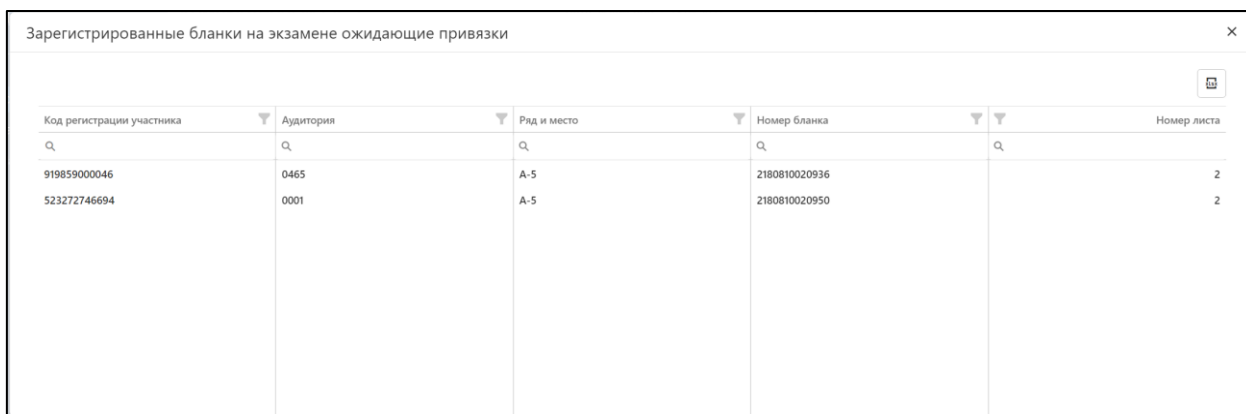 Зарегистрированные бланки на экзамене ожидающие привязки
Код регистрации участника Аудитория Ряд и место Номер бланка Номер листа
919859000046 0465 А-5 2180810020936 2
523272746694 0001 А-5 2180810020950 2